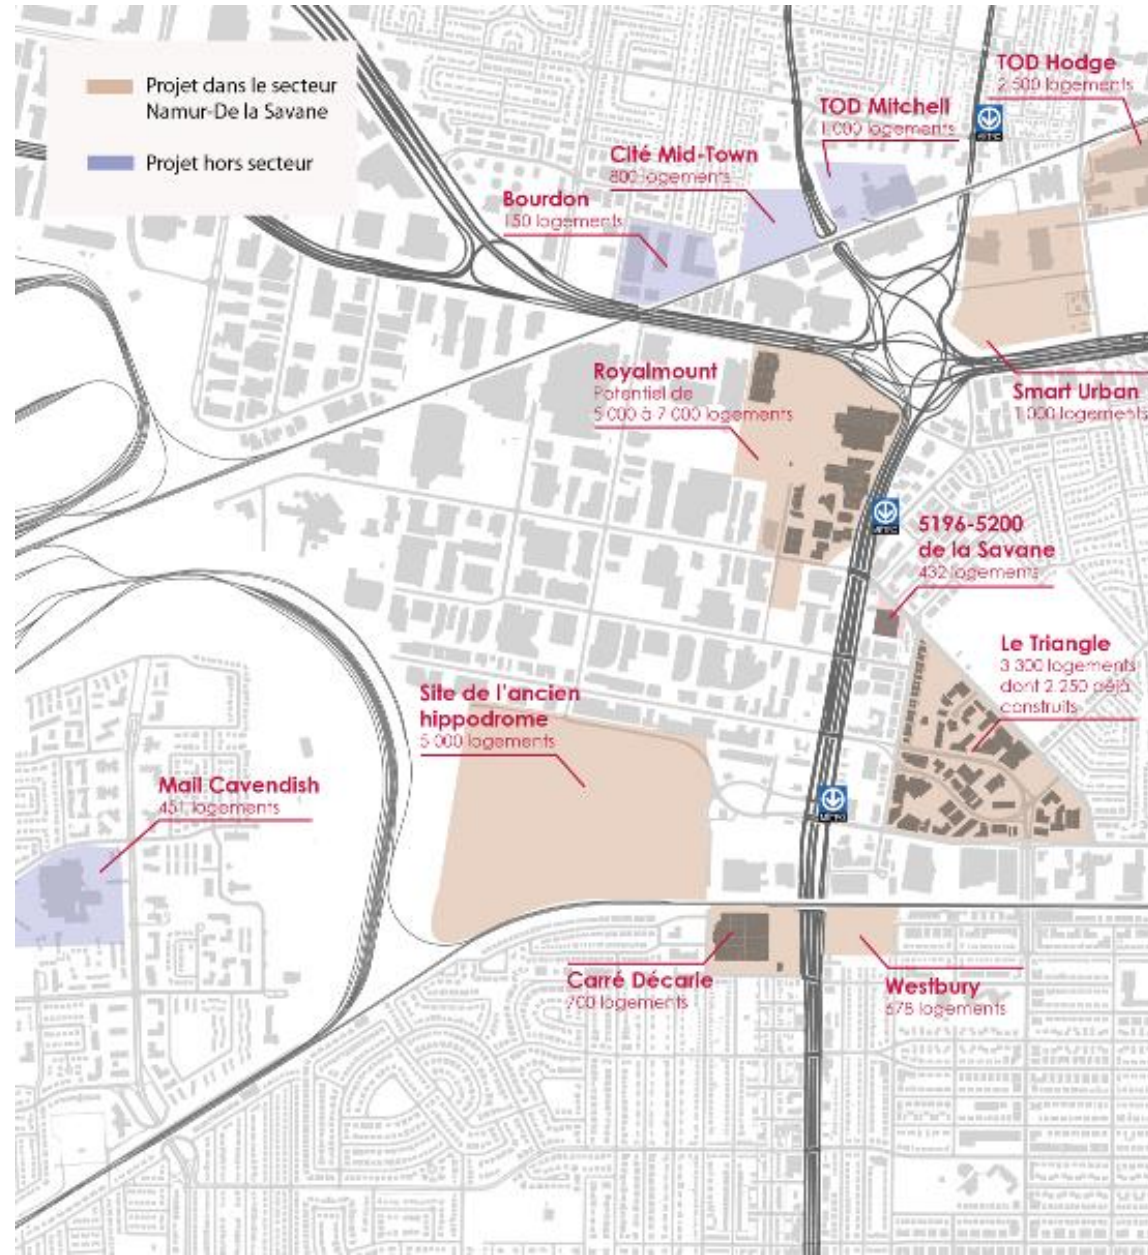 Projet dans le secteur
Namur-De la Savane
Projet hors secteur
TOD Hodge
2 500 logements
TOD Mitchell
1 000 logements
Cité Mid-Town
800 logements
Bourdon
150 logements
Royalmount
Potentiel de
5 000 à 7 000 logements
Smart Urban
1 000 logements
5196-5200
de la Savane
432 logements
Le Triangle
3 300 logements
dont 2 250 déjà
construits
Site de l'ancien
hippodrome
5 000 logements
Mail Cavendish
451 logements
Carré Décarie
700 logements
Westbury
678 logements